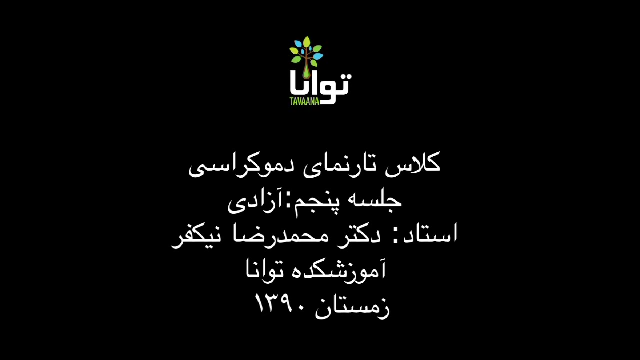 توانا
TAVAANA
کلاس تارنمای دموکراسی
جلسه پنجم:آزادی
استاد: دکتر محمدرضا نیکفر
آموزشکده توانا
زمستان ۱۳۹۰